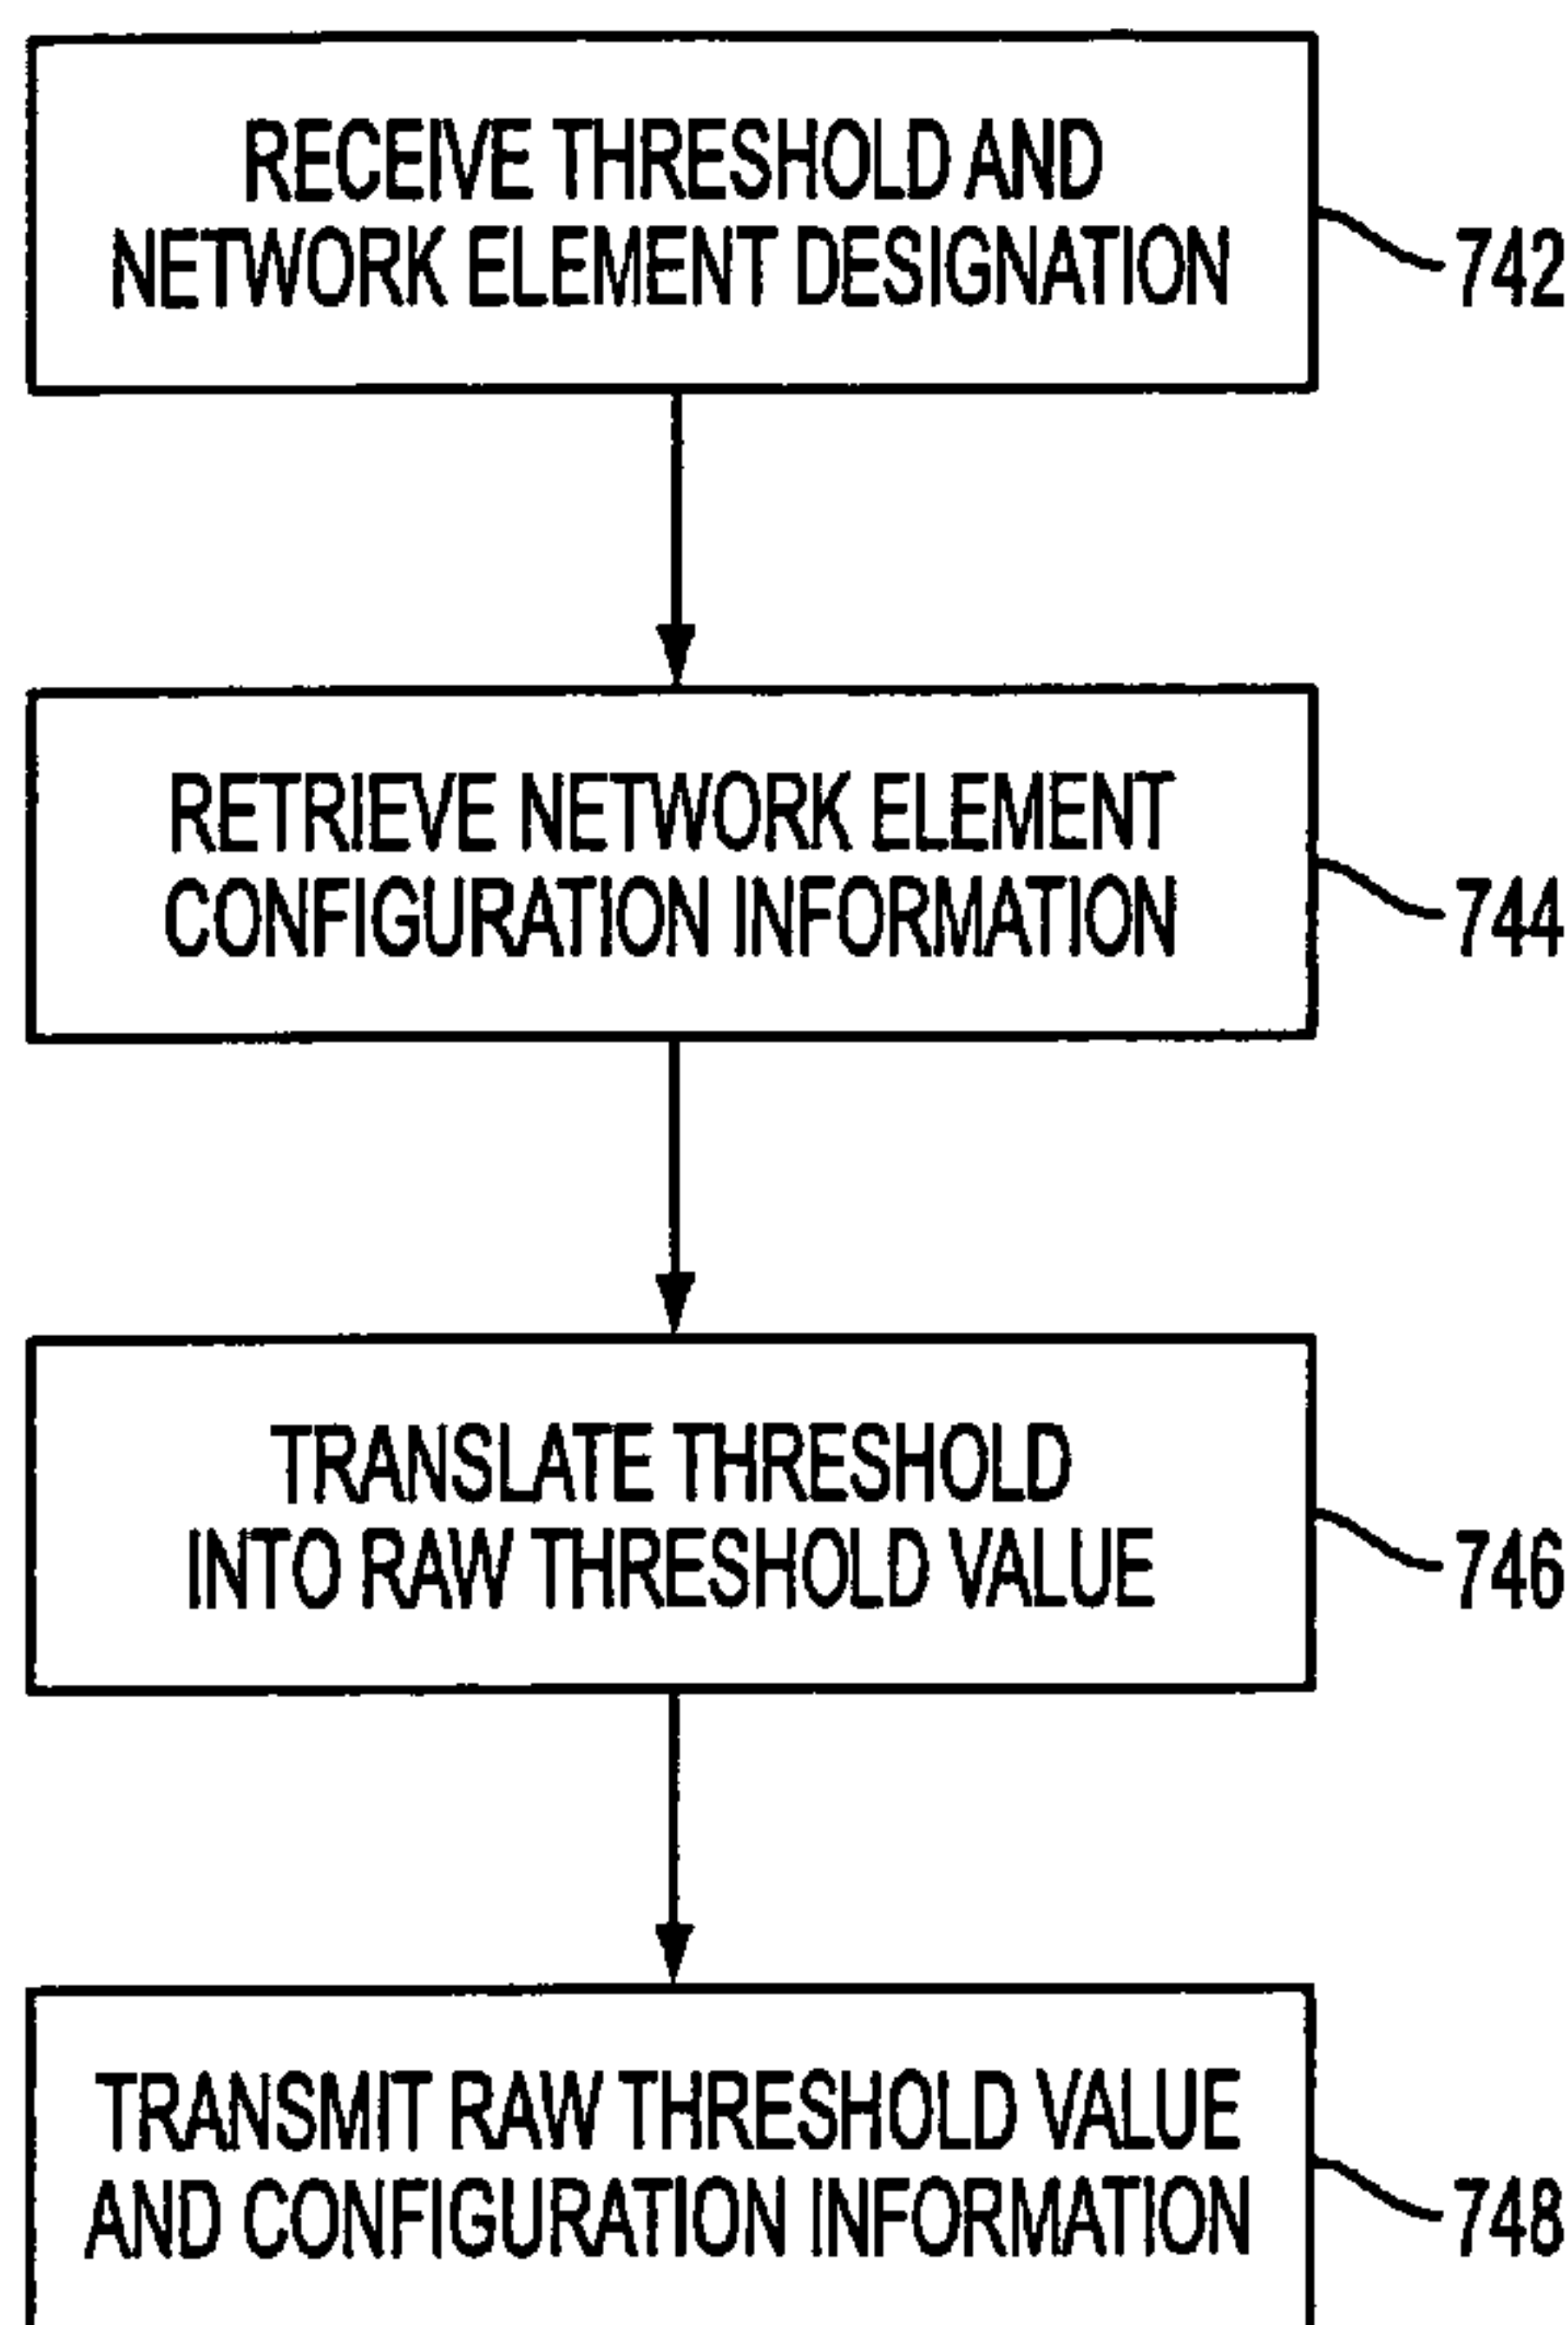 RECEIVE THRESHOLD AND
NETWORK ELEMENT DESIGNATION
742
RETRIEVE NETWORK ELEMENT
CONFIGURATION INFORMATION
744
TRANSLATE THRESHOLD
INTO RAW THRESHOLD VALUE
746
TRANSMIT RAW THRESHOLD VALUE
AND CONFIGURATION INFORMATION
748